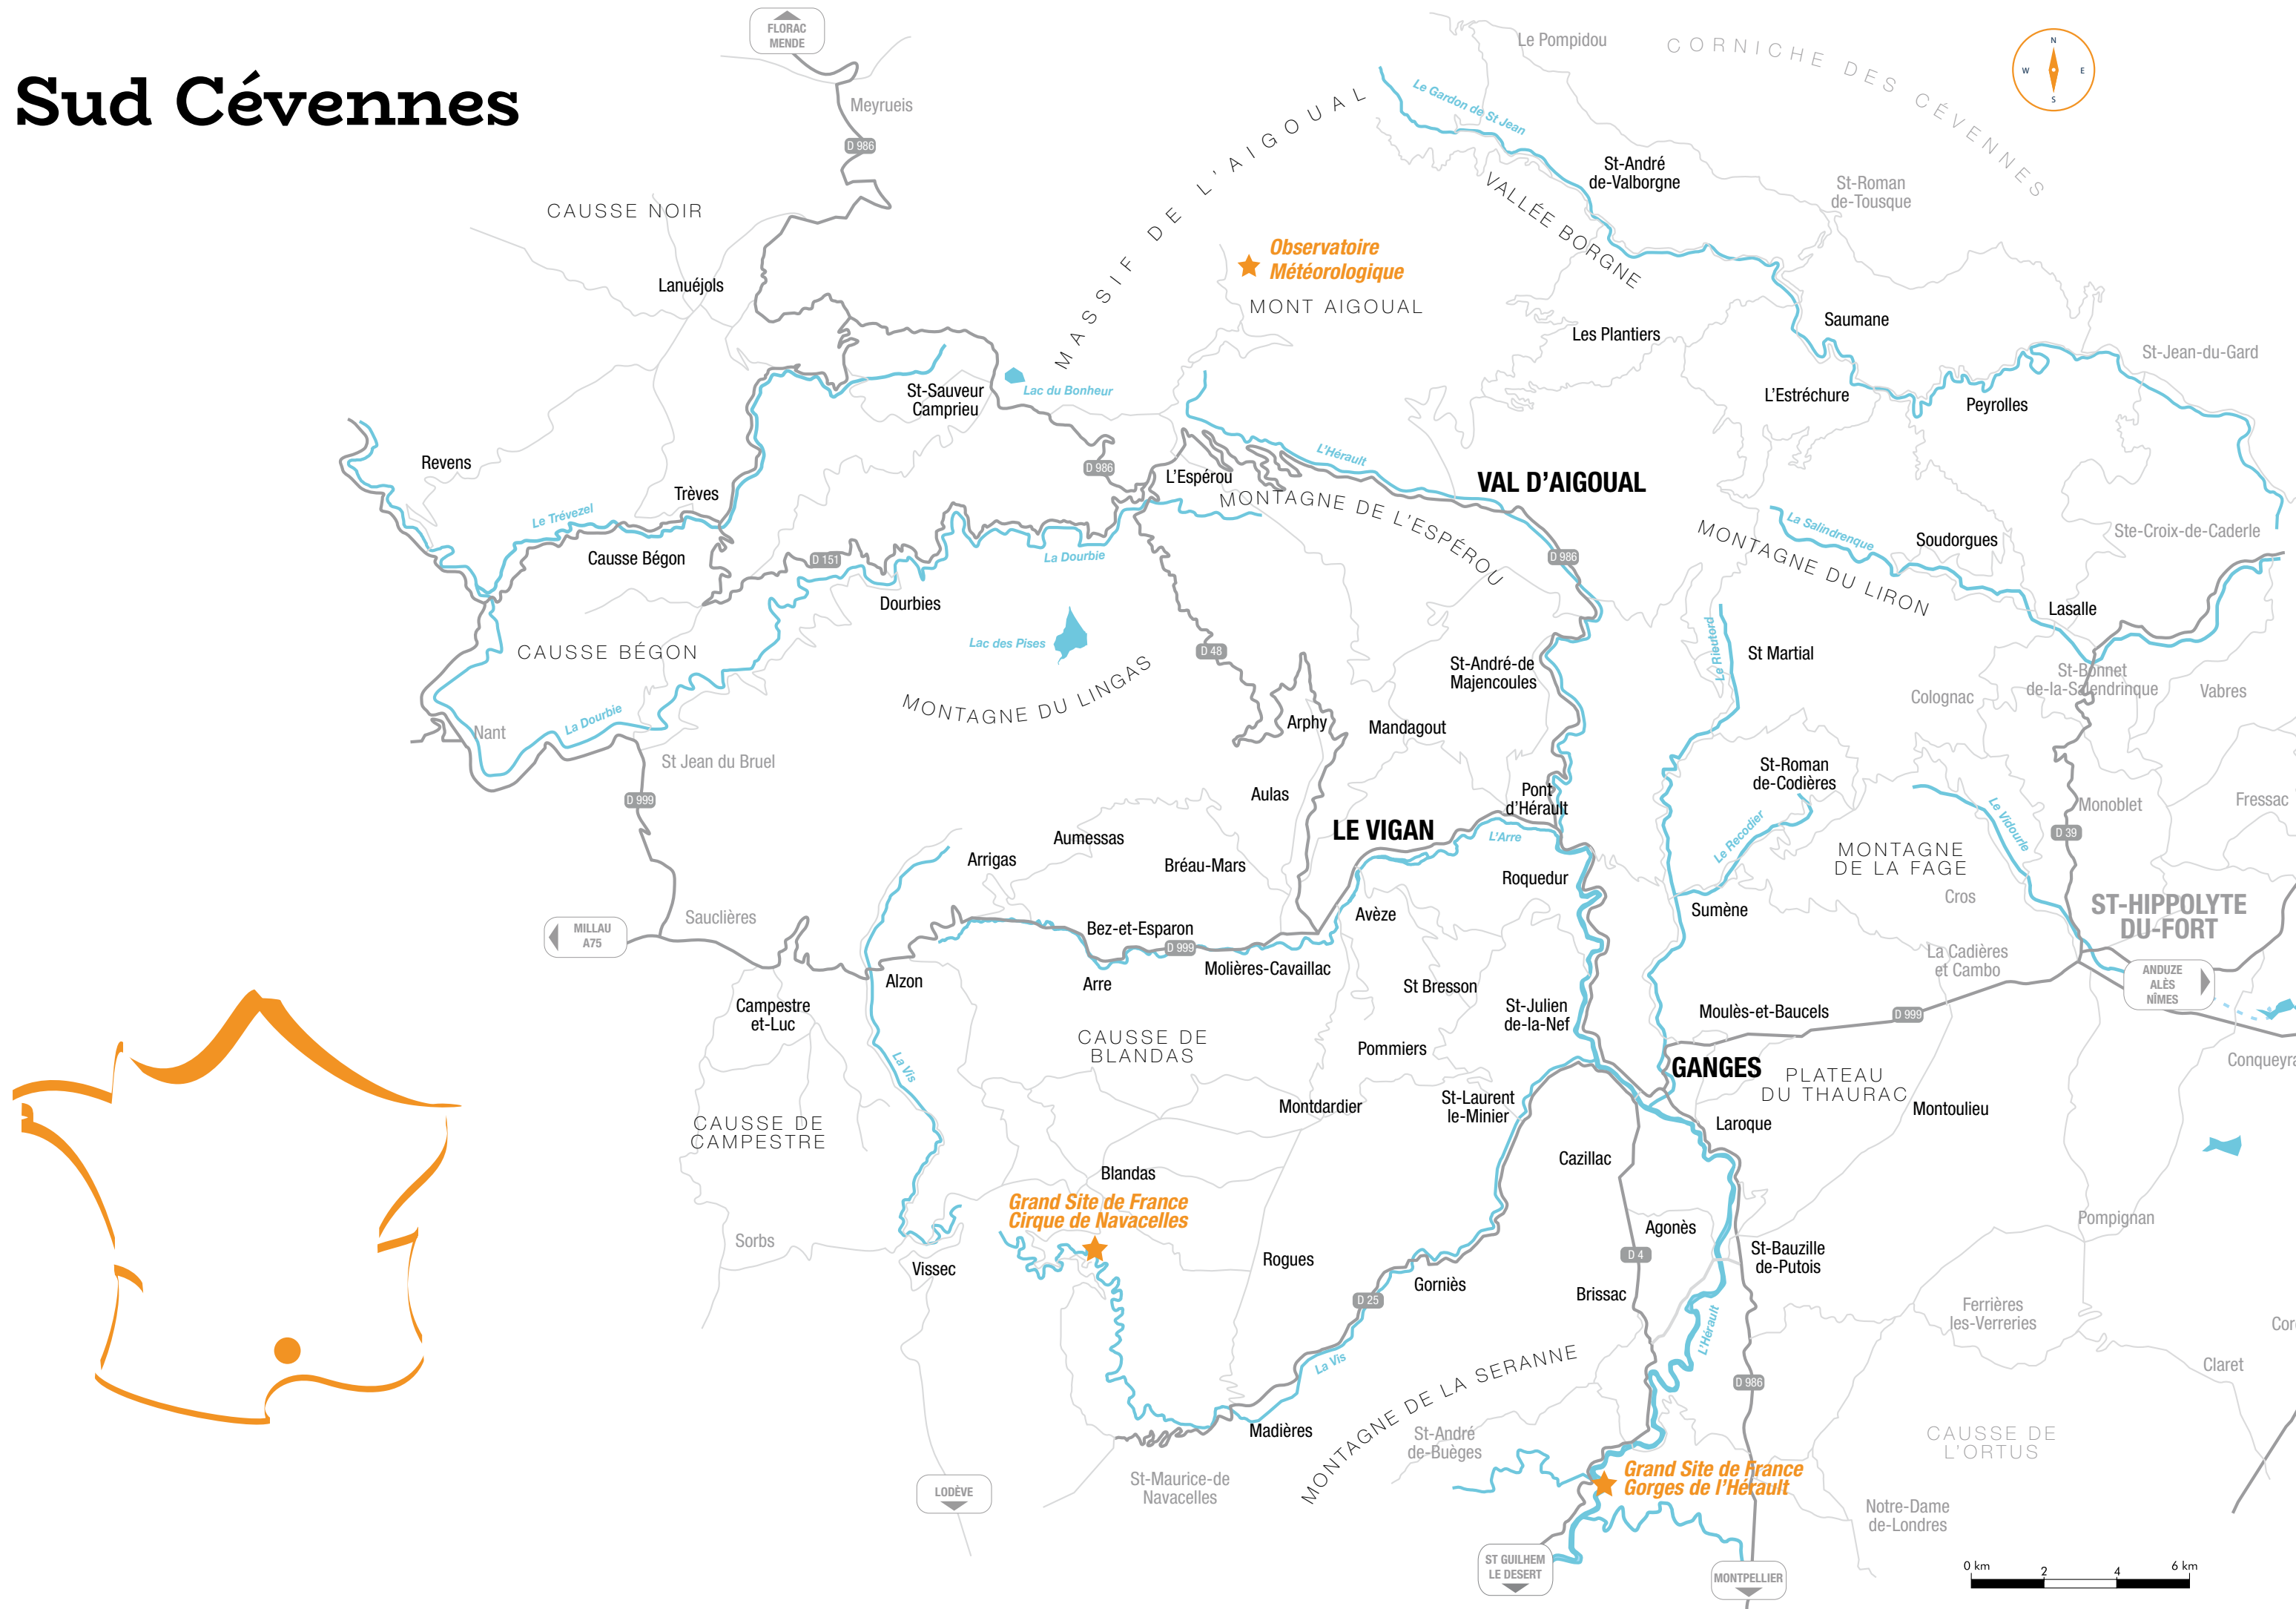 Sud Cévennes
FLORAC
MENDE
Meyrueis
D 986
Le Pompidou
CORNICHE DES CÉVENNES
N
W
E
S
Le Gardon de St Jean
MASSIF DE L'AIGOUAL
St-André
de-Valborgne
St-Roman
de-Tousque
CAUSSE NOIR
VALLÉE BORGNE
Observatoire
Météorologique
MONT AIGOUAL
Lanuéjols
Saumane
Les Plantiers
St-Jean-du-Gard
St-Sauveur
Camprieu
Lac du Bonheur
L'Estréchure
Peyrolles
Revens
L'Hérault
D 986
L'Espérou
VAL D'AIGOUAL
Trèves
MONTAGNE DE L'ESPÉROU
Le Trévezel
La Salindrenque
Soudorgues
Ste-Croix-de-Caderle
MONTAGNE DU LIRON
Causse Bégon
D 151
La Dourbie
D 986
Dourbies
Lasalle
Lac des Pises
CAUSSE BÉGON
D 48
Le Rieutord
St Martial
St-André-de
Majencoules
St-Bonnet
de-la-Salendrinque
Vabres
Colognac
MONTAGNE DU LINGAS
La Dourbie
Nant
Arphy
Mandagout
St Jean du Bruel
St-Roman
de-Codières
D 999
Aulas
Pont
d'Hérault
Monoblet
Fressac
Le Recodier
Le Vidourle
D 39
LE VIGAN
L'Arre
Aumessas
Arrigas
Bréau-Mars
MONTAGNE
DE LA FAGE
Roquedur
Cros
ST-HIPPOLYTE
DU-FORT
Sauclières
Avèze
Sumène
MILLAU
A75
Bez-et-Esparon
D 999
Molières-Cavaillac
La Cadières
et Cambo
ANDUZE
ALÈS
NÎMES
Alzon
Arre
St Bresson
Campestre
et-Luc
St-Julien
de-la-Nef
Moulès-et-Baucels
D 999
CAUSSE DE
BLANDAS
Pommiers
La Vis
GANGES
PLATEAU
DU THAURAC
Conqueyra
Montdardier
St-Laurent
le-Minier
Montoulieu
Laroque
CAUSSE DE
CAMPESTRE
Cazillac
Blandas
Grand Site de France
Cirque de Navacelles
Sorbs
Agonès
Pompignan
Vissec
Rogues
D 4
St-Bauzille
de-Putois
Gorniès
Brissac
D 25
Ferrières
les-Verreries
Cor
L'Hérault
La Vis
Claret
D 986
MONTAGNE DE LA SERANNE
Madières
St-André
de-Buèges
CAUSSE DE
L'ORTUS
Grand Site de France
Gorges de l'Hérault
St-Maurice-de
Navacelles
LODÈVE
Notre-Dame
de-Londres
ST GUILHEM
LE DESERT
MONTPELLIER
0 km
2
4
6 km